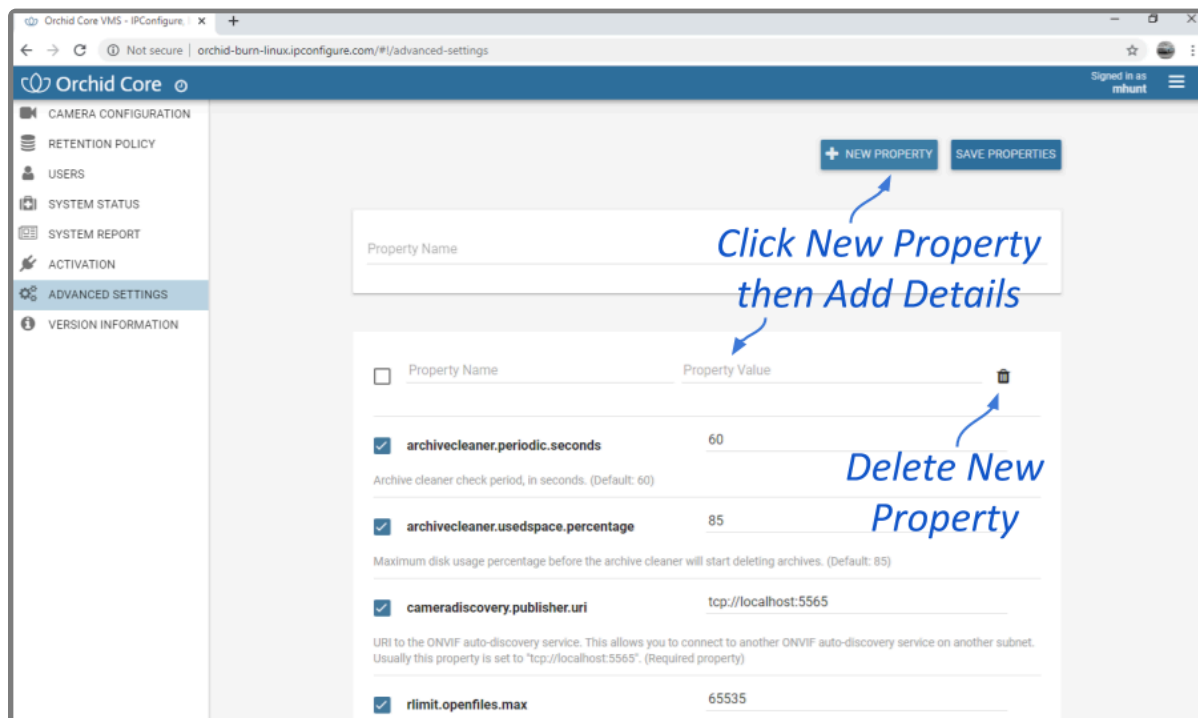 Orchid Core VMS - IPConfigure,
Not secure | orchid-burn-linux.ipconfigure.com/#!/advanced-settings
Orchid Core
Signed in as
mhunt
CAMERA CONFIGURATION
RETENTION POLICY
USERS
SYSTEM STATUS
SYSTEM REPORT
ACTIVATION
ADVANCED SETTINGS
VERSION INFORMATION
+ NEW PROPERTY
SAVE PROPERTIES
Property Name
Click New Property
then Add Details
Property Name
Property Value
archivecleaner.periodic.seconds
60
Archive cleaner check period, in seconds. (Default: 60)
Delete New
Property
archivecleaner.usedspace.percentage
85
Maximum disk usage percentage before the archive cleaner will start deleting archives. (Default: 85)
cameradiscovery.publisher.uri
tcp://localhost:5565
URI to the ONVIF auto-discovery service. This allows you to connect to another ONVIF auto-discovery service on another subnet.
Usually this property is set to "tcp://localhost:5565". (Required property)
rlimit.openfiles.max
65535